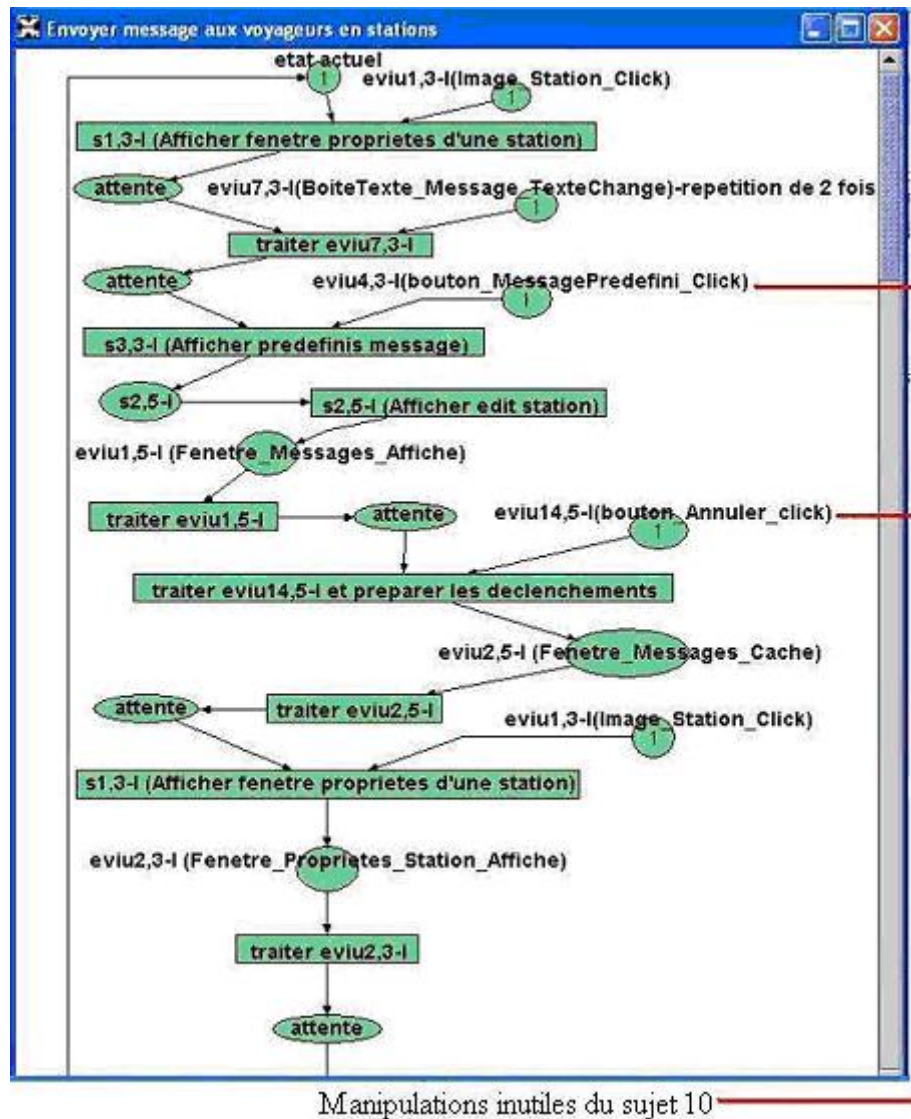 Envoyer message aux voyageurs en stations
etat actuel
1
eviu1,3-I(Image_Station_Click)
1
s1,3-I (Afficher fenetre proprietes d'une station)
attente
eviu7,3-I(BoiteTexte_Message_TexteChange)-repetition de 2 fois
1
traiter eviu7,3-I
attente
eviu4,3-I(bouton_MessagePredefini_Click)
1
s3,3-I (Afficher predefinis message)
s2,5-I
s2,5-I (Afficher edit station)
eviu1,5-I (Fenetre_Messages_Affiche)
traiter eviu1,5-I
attente
eviu14,5-I(bouton_Annuler_click)
1
traiter eviu14,5-I et preparer les declenchements
eviu2,5-I (Fenetre_Messages_Cache)
attente
traiter eviu2,5-I
eviu1,3-I(Image_Station_Click)
1
s1,3-I (Afficher fenetre proprietes d'une station)
eviu2,3-I (Fenetre_Proprietes_Station_Affiche)
traiter eviu2,3-I
attente
Manipulations inutiles du sujet 10